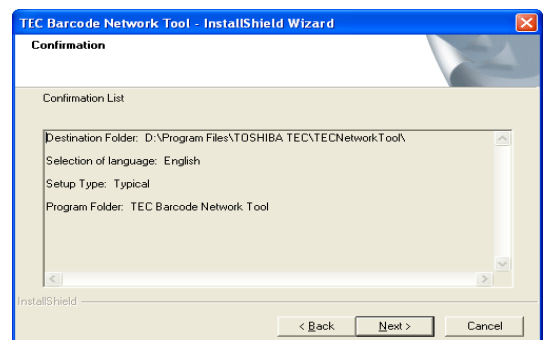 TEC Barcode Network Tool - InstallShield Wizard
Confirmation
Confirmation List
Destination Folder: D:\Program Files\TOSHIBA TEC\TECNetworkTool\
Selection of language: English
Setup Type: Typical
Program Folder: TEC Barcode Network Tool
InstallShield
< Back Next > Cancel